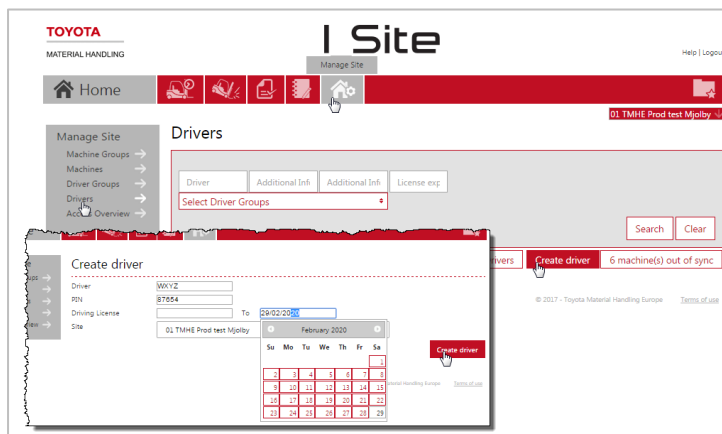 TOYOTA
MATERIAL HANDLING
I Site
Manage Site
Help | Logou
Home
01 TMHE Prod test Mjolby
Manage Site
Machine Groups
Machines
Driver Groups
Drivers
Access Overview
Drivers
Driver
Additional Inf
Additional Inf
License exp
Select Driver Groups
Search
Clear
rivers
Create driver
6 machine(s) out of sync
© 2017 - Toyota Material Handling Europe
Terms of use
Create driver
Driver
WXYZ
PIN
87654
Driving License
To
29/02/2020
Site
01 TMHE Prod test Mjolby
February 2020
Su Mo Tu We Th Fr Sa
1
2 3 4 5 6 7 8
9 10 11 12 13 14 15
16 17 18 19 20 21 22
23 24 25 26 27 28 29
Create driver
aterial Handling Europe
Terms of use